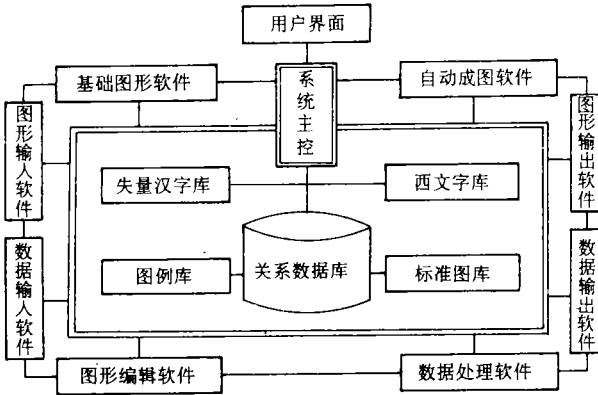 用户界面
基础图形软件
系统主控
自动成图软件
图形输人软件
图形输出软件
失量汉字库
西文字库
数据输人软件
图例库
关系数据库
标准图库
数据输出软件
图形编辑软件
数据处理软件